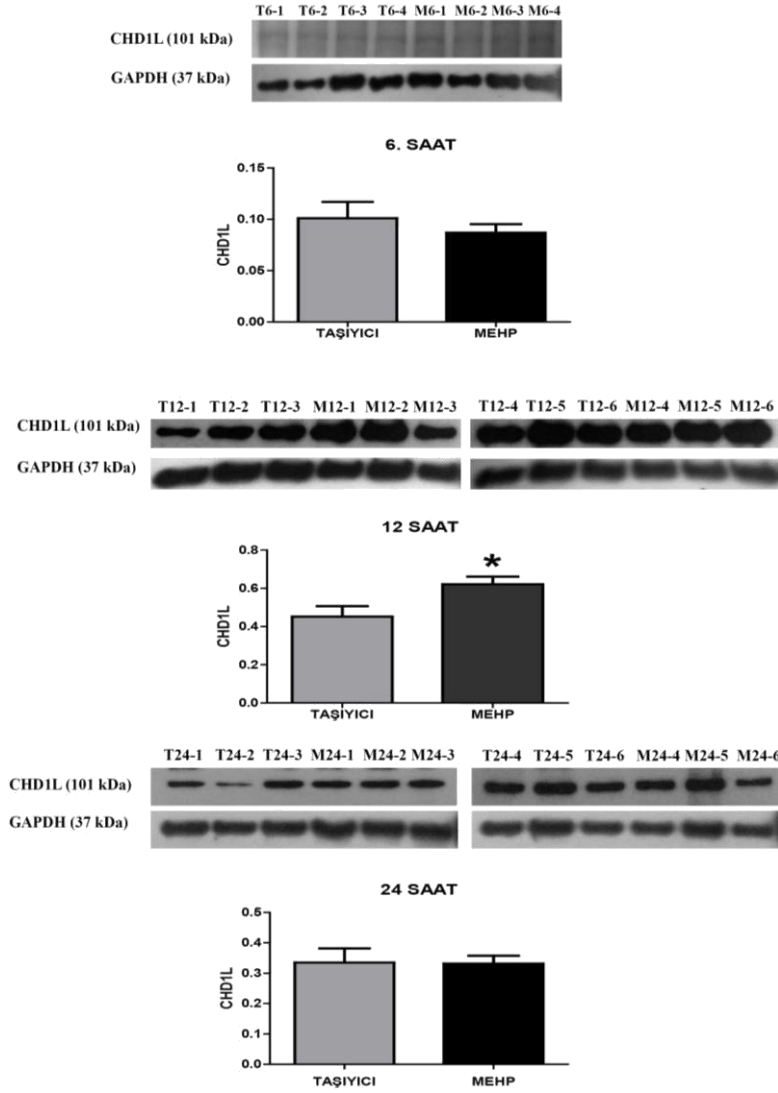 T6-1 T6-2 T6-3 T6-4 M6-1 M6-2 M6-3 M6-4
CHD1L (101 kDa)
GAPDH (37 kDa)
6. SAAT
0.15
0.10
0.05
0.00
CHD1L
TAŞIYICI MEHP
T12-1 T12-2 T12-3 M12-1 M12-2 M12-3 T12-4 T12-5 T12-6 M12-4 M12-5 M12-6
CHD1L (101 kDa)
GAPDH (37 kDa)
12 SAAT
0.8
0.6
0.4
0.2
0.0
CHD1L
*
TAŞIYICI MEHP
T24-1 T24-2 T24-3 M24-1 M24-2 M24-3 T24-4 T24-5 T24-6 M24-4 M24-5 M24-6
CHD1L (101 kDa)
GAPDH (37 kDa)
24 SAAT
0.5
0.4
0.3
0.2
0.1
0.0
CHD1L
TAŞIYICI MEHP